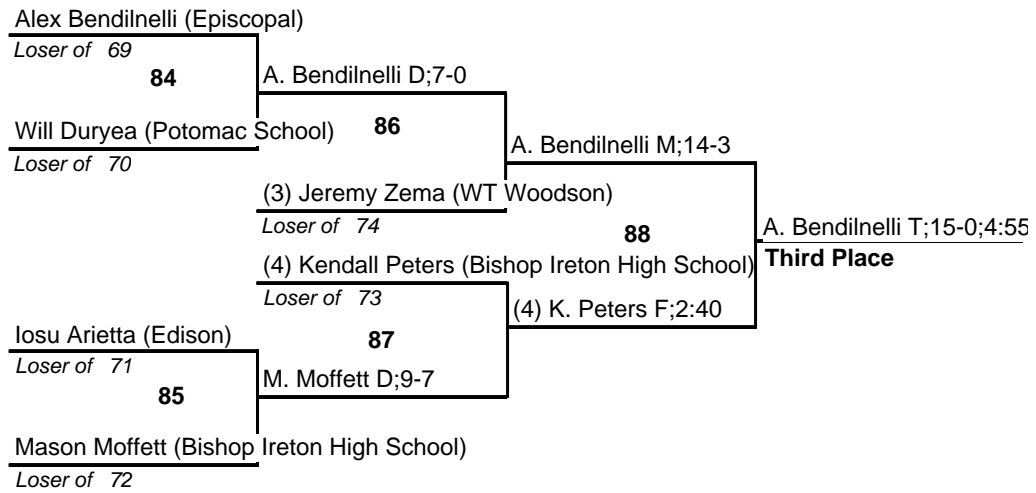 Alex Bendilnelli (Episcopal)
Loser of 69
84
A. Bendilnelli D;7-0
Will Duryea (Potomac School)
Loser of 70
86
A. Bendilnelli M;14-3
(3) Jeremy Zema (WT Woodson)
Loser of 74
88
A. Bendilnelli T;15-0;4:55
Third Place
(4) Kendall Peters (Bishop Ireton High School)
Loser of 73
(4) K. Peters F;2:40
87
Iosu Arietta (Edison)
Loser of 71
85
M. Moffett D;9-7
Mason Moffett (Bishop Ireton High School)
Loser of 72